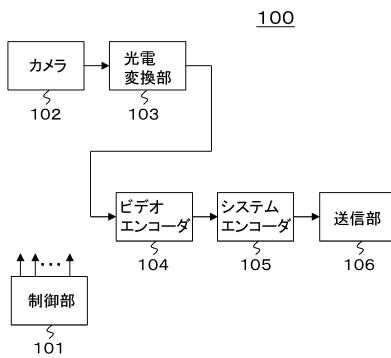 100
カメラ
102
光電
変換部
103
ビデオ
エンコーダ
104
システム
エンコーダ
105
送信部
106
...
制御部
101